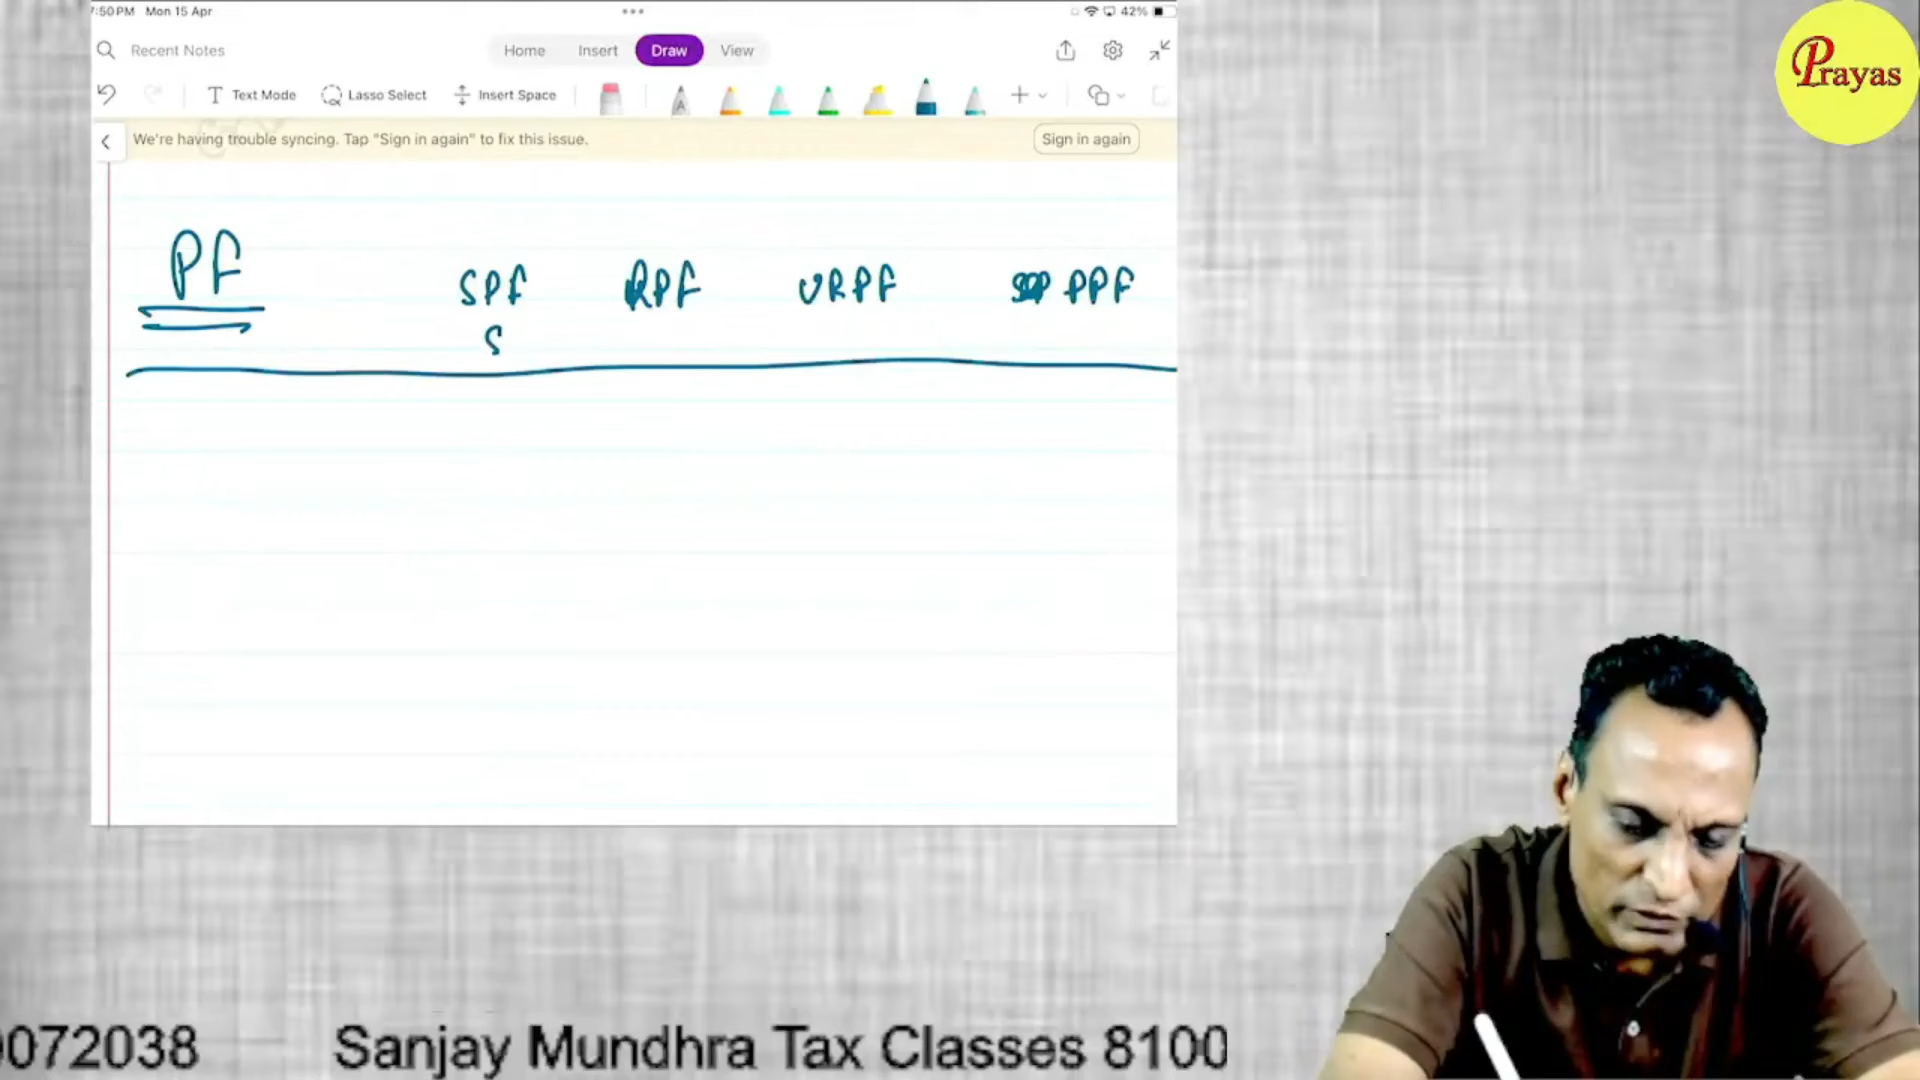 :50 PM Mon 15 Apr
42%
Prayas
Recent Notes
Home Insert Draw View
Text Mode Lasso Select Insert Space
We're having trouble syncing. Tap "Sign in again" to fix this issue.
Sign in again
PF
SPF RPF URPF PPF
S
0072038 Sanjay Mundhra Tax Classes 8100